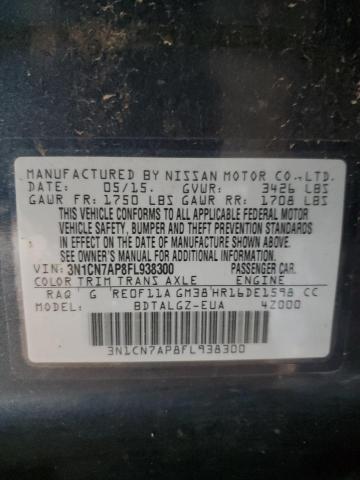 MANUFACTURED BY NISSAN MOTOR CO.,LTD.
DATE: 05/15. GVWR: 3426 LBS
GAWR FR: 1750 LBS GAWR RR: 1708 LBS
THIS VEHICLE CONFORMS TO ALL APPLICABLE FEDERAL MOTOR
VEHICLE SAFETY, BUMPER AND THEFT PREVENTION STANDARDS
IN EFFECT ON THE DATE OF MANUFACTURE SHOWN ABOVE.
SEE OWNER'S MANUAL FOR ADDITIONAL INFORMATION
VIN: 3N1CN7AP8FL938300 PASSENGER CAR
COLOR TRIM TRANS AXLE ENGINE
RAQ G RE0F11A GM38 HR16DE1598 CC
MODEL: BDTALGZ-EUA 42000
3N1CN7AP8FL938300